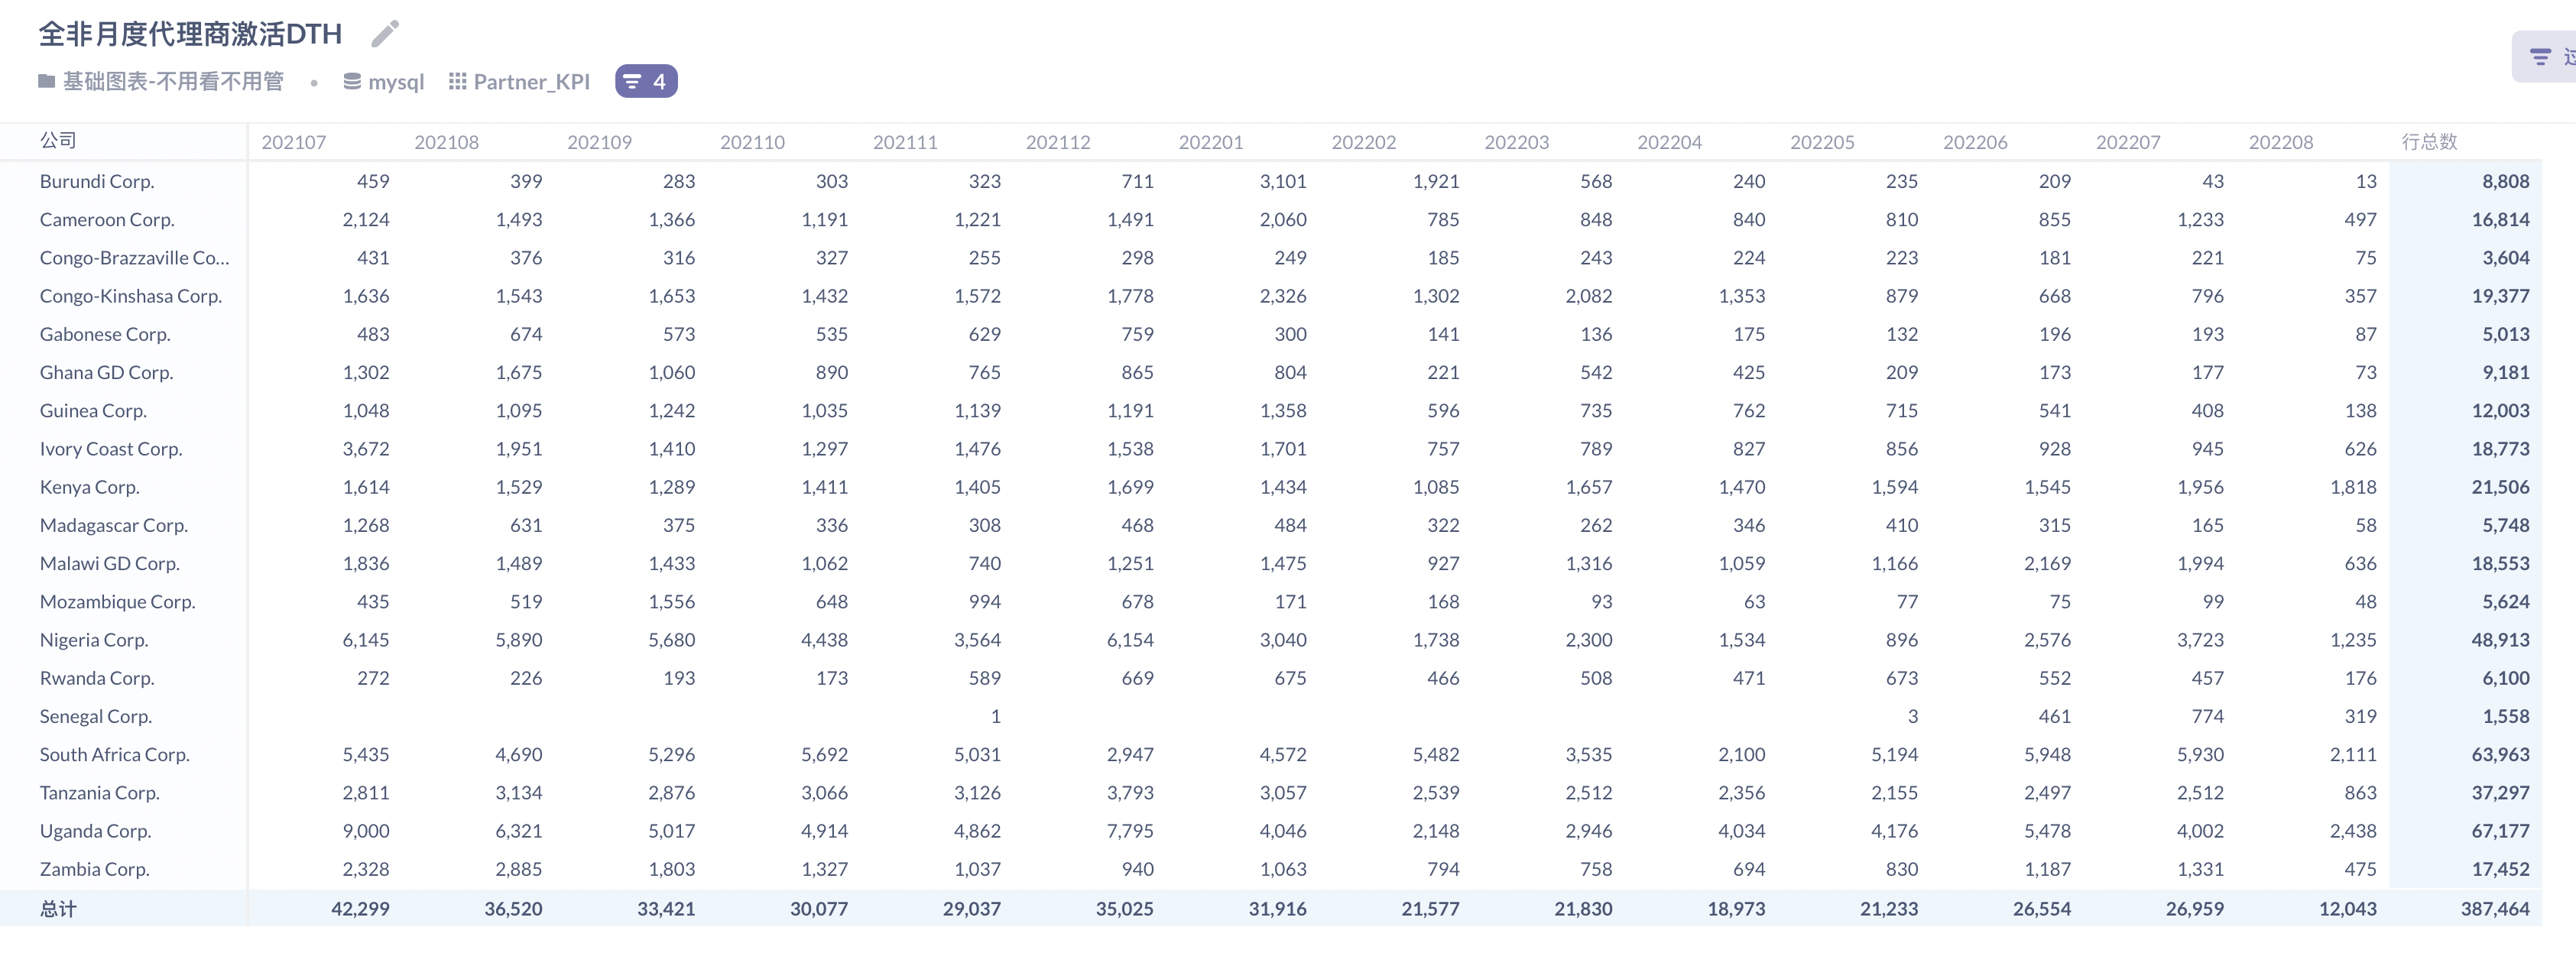 全非月度代理商激活DTH
过
基础图表-不用看不用管 • mysql Partner_KPI 4
公司 202107 202108 202109 202110 202111 202112 202201 202202 202203 202204 202205 202206 202207 202208 行总数
Burundi Corp. 459 399 283 303 323 711 3,101 1,921 568 240 235 209 43 13 8,808
Cameroon Corp. 2,124 1,493 1,366 1,191 1,221 1,491 2,060 785 848 840 810 855 1,233 497 16,814
Congo-Brazzaville Co... 431 376 316 327 255 298 249 185 243 224 223 181 221 75 3,604
Congo-Kinshasa Corp. 1,636 1,543 1,653 1,432 1,572 1,778 2,326 1,302 2,082 1,353 879 668 796 357 19,377
Gabonese Corp. 483 674 573 535 629 759 300 141 136 175 132 196 193 87 5,013
Ghana GD Corp. 1,302 1,675 1,060 890 765 865 804 221 542 425 209 173 177 73 9,181
Guinea Corp. 1,048 1,095 1,242 1,035 1,139 1,191 1,358 596 735 762 715 541 408 138 12,003
Ivory Coast Corp. 3,672 1,951 1,410 1,297 1,476 1,538 1,701 757 789 827 856 928 945 626 18,773
Kenya Corp. 1,614 1,529 1,289 1,411 1,405 1,699 1,434 1,085 1,657 1,470 1,594 1,545 1,956 1,818 21,506
Madagascar Corp. 1,268 631 375 336 308 468 484 322 262 346 410 315 165 58 5,748
Malawi GD Corp. 1,836 1,489 1,433 1,062 740 1,251 1,475 927 1,316 1,059 1,166 2,169 1,994 636 18,553
Mozambique Corp. 435 519 1,556 648 994 678 171 168 93 63 77 75 99 48 5,624
Nigeria Corp. 6,145 5,890 5,680 4,438 3,564 6,154 3,040 1,738 2,300 1,534 896 2,576 3,723 1,235 48,913
Rwanda Corp. 272 226 193 173 589 669 675 466 508 471 673 552 457 176 6,100
Senegal Corp. 1 3 461 774 319 1,558
South Africa Corp. 5,435 4,690 5,296 5,692 5,031 2,947 4,572 5,482 3,535 2,100 5,194 5,948 5,930 2,111 63,963
Tanzania Corp. 2,811 3,134 2,876 3,066 3,126 3,793 3,057 2,539 2,512 2,356 2,155 2,497 2,512 863 37,297
Uganda Corp. 9,000 6,321 5,017 4,914 4,862 7,795 4,046 2,148 2,946 4,034 4,176 5,478 4,002 2,438 67,177
Zambia Corp. 2,328 2,885 1,803 1,327 1,037 940 1,063 794 758 694 830 1,187 1,331 475 17,452
总计 42,299 36,520 33,421 30,077 29,037 35,025 31,916 21,577 21,830 18,973 21,233 26,554 26,959 12,043 387,464